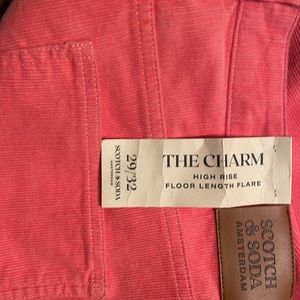 THE CHARM
HIGH RISE
FLOOR LENGTH FLARE
29/32
SCOTCH & SODA
AMSTERDAM
SCOTCH
& SODA
AMSTERDAM